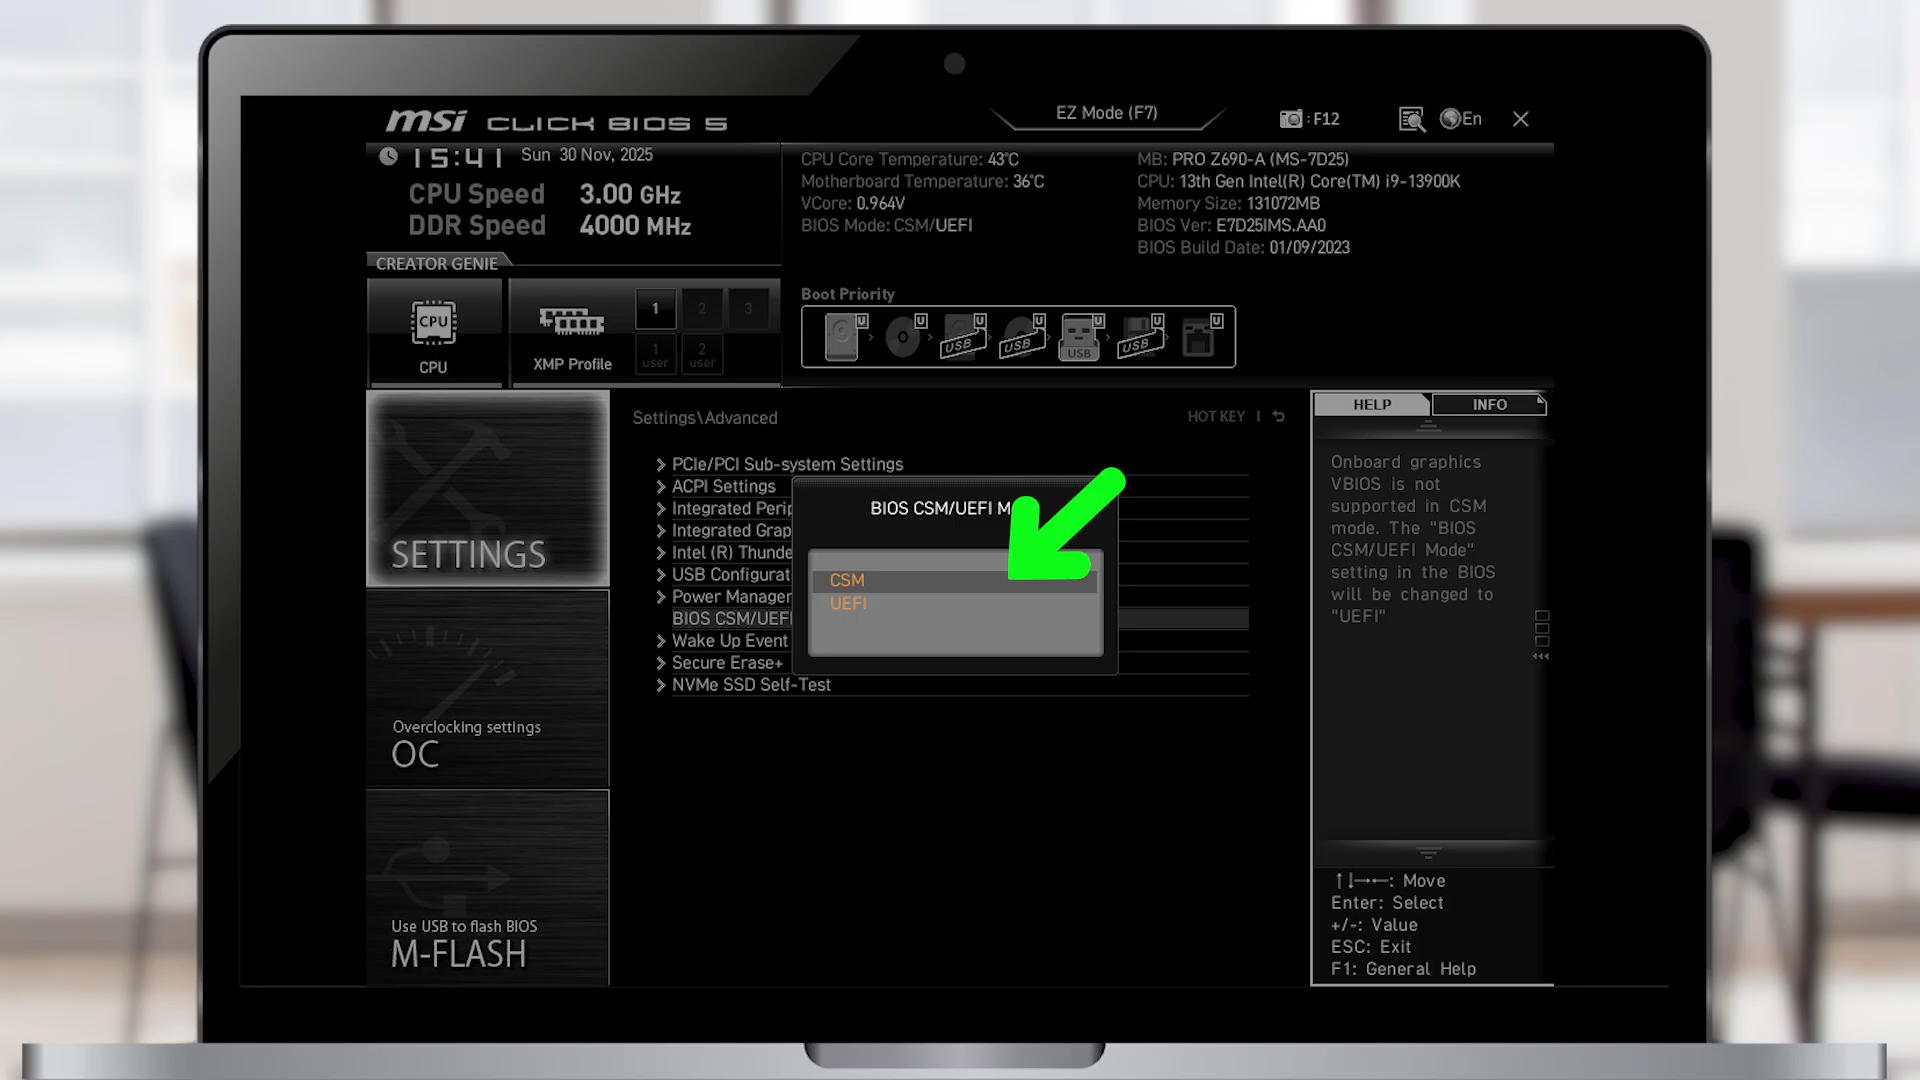 msi CLICK BIOS 5
EZ Mode (F7)
: F12
En
15:41 Sun 30 Nov, 2025
CPU Speed 3.00 GHz
DDR Speed 4000 MHz
CPU Core Temperature: 43°C
Motherboard Temperature: 36°C
VCore: 0.964V
BIOS Mode: CSM/UEFI
MB: PRO Z690-A (MS-7D25)
CPU: 13th Gen Intel(R) Core(TM) i9-13900K
Memory Size: 131072MB
BIOS Ver: E7D25IMS.AA0
BIOS Build Date: 01/09/2023
CREATOR GENIE
CPU
CPU
XMP Profile
1 2 3
1 user 2 user
Boot Priority
U U U U U U U
USB USB USB USB
SETTINGS
Overclocking settings
OC
Use USB to flash BIOS
M-FLASH
Settings\Advanced
HOT KEY
PCIe/PCI Sub-system Settings
ACPI Settings
Integrated Perip
Integrated Grap
Intel (R) Thunde
USB Configurat
Power Manager
BIOS CSM/UEFI
Wake Up Event
Secure Erase+
NVMe SSD Self-Test
BIOS CSM/UEFI M
CSM
UEFI
HELP
INFO
Onboard graphics
VBIOS is not
supported in CSM
mode. The "BIOS
CSM/UEFI Mode"
setting in the BIOS
will be changed to
"UEFI"
↑↓→←: Move
Enter: Select
+/-: Value
ESC: Exit
F1: General Help